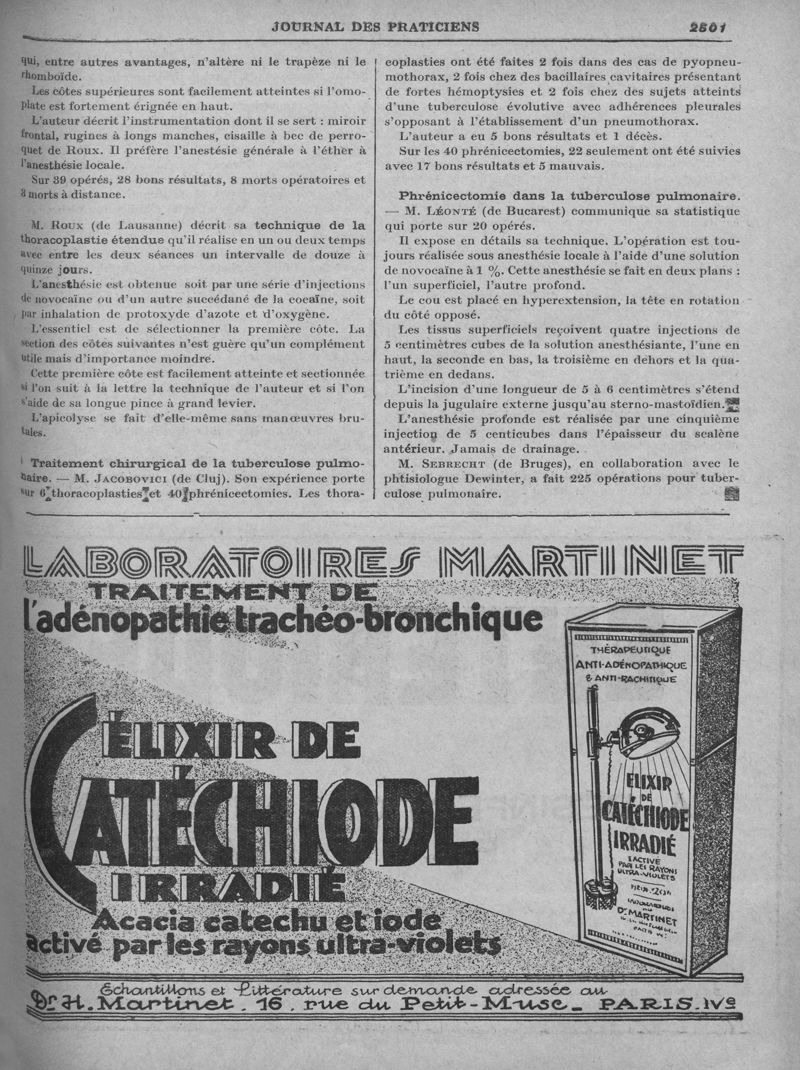 JOURNAL DES PRATICIENS 2501
qui, entre autres avantages, n'altère ni le trapèze ni le
rhomboïde.
Les côtes supérieures sont facilement atteintes si l'omo-
plate est fortement érignée en haut.
L'auteur décrit l'instrumentation dont il se sert : miroir
frontal, rugines à longs manches, cisaille à bec de perro-
quet de Roux. Il préfère l'anestésie générale à l'éther à
l'anesthésie locale.
Sur 39 opérés, 28 bons résultats, 8 morts opératoires et
3 morts à distance.
M. ROUX (de Lausanne) décrit sa technique de la
thoracoplastie étendue qu'il réalise en un ou deux temps
avec entre les deux séances un intervalle de douze à
quinze jours.
L'anesthésie est obtenue soit par une série d'injections
de novocaïne ou d'un autre succédané de la cocaïne, soit
par inhalation de protoxyde d'azote et d'oxygène.
L'essentiel est de sélectionner la première côte. La
section des côtes suivantes n'est guère qu'un complément
utile mais d'importance moindre.
Cette première côte est facilement atteinte et sectionnée
si l'on suit à la lettre la technique de l'auteur et si l'on
s'aide de sa longue pince à grand levier.
L'apicolyse se fait d'elle-même sans manœuvres bru-
tales.
Traitement chirurgical de la tuberculose pulmo-
naire. — M. JACOBOVICI (de Cluj). Son expérience porte
sur 6 thoracoplasties et 40 phrénicectomies. Les thora-
coplasties ont été faites 2 fois dans des cas de pyopneu-
mothorax, 2 fois chez des bacillaires cavitaires présentant
de fortes hémoptysies et 2 fois chez des sujets atteints
d'une tuberculose évolutive avec adhérences pleurales
s'opposant à l'établissement d'un pneumothorax.
L'auteur a eu 5 bons résultats et 1 décès.
Sur les 40 phrénicectomies, 22 seulement ont été suivies
avec 17 bons résultats et 5 mauvais.
Phrénicectomie dans la tuberculose pulmonaire.
— M. LÉONTÉ (de Bucarest) communique sa statistique
qui porte sur 20 opérés.
Il expose en détails sa technique. L'opération est tou-
jours réalisée sous anesthésie locale à l'aide d'une solution
de novocaïne à 1 %. Cette anesthésie se fait en deux plans :
l'un superficiel, l'autre profond.
Le cou est placé en hyperextension, la tête en rotation
du côté opposé.
Les tissus superficiels reçoivent quatre injections de
5 centimètres cubes de la solution anesthésiante, l'une en
haut, la seconde en bas, la troisième en dehors et la qua-
trième en dedans.
L'incision d'une longueur de 5 à 6 centimètres s'étend
depuis la jugulaire externe jusqu'au sterno-mastoïdien.
L'anesthésie profonde est réalisée par une cinquième
injection de 5 centicubes dans l'épaisseur du scalène
antérieur. Jamais de drainage.
M. SEBRECHT (de Bruges), en collaboration avec le
phtisiologue Dewinter, a fait 225 opérations pour tuber-
culose pulmonaire.
LABORATOIRES MARTINET
TRAITEMENT DE
l'adénopathie trachéo-bronchique
ÉLIXIR DE
CATÉCHIODE
IRRADIÉ
Acacia catechu et iode
activé par les rayons ultra-violets
THÉRAPEUTIQUE
ANTI-ADÉNOPATHIQUE
& ANTI-RACHITIQUE
ELIXIR
DE
CATÉCHIODE
IRRADIÉ
ACTIVÉ
PAR LES RAYONS
ULTRA-VIOLETS
Dr MARTINET
Échantillons et Littérature sur demande adressée au
Dr H. Martinet. 16, rue du Petit-Musc_ PARIS. IVe